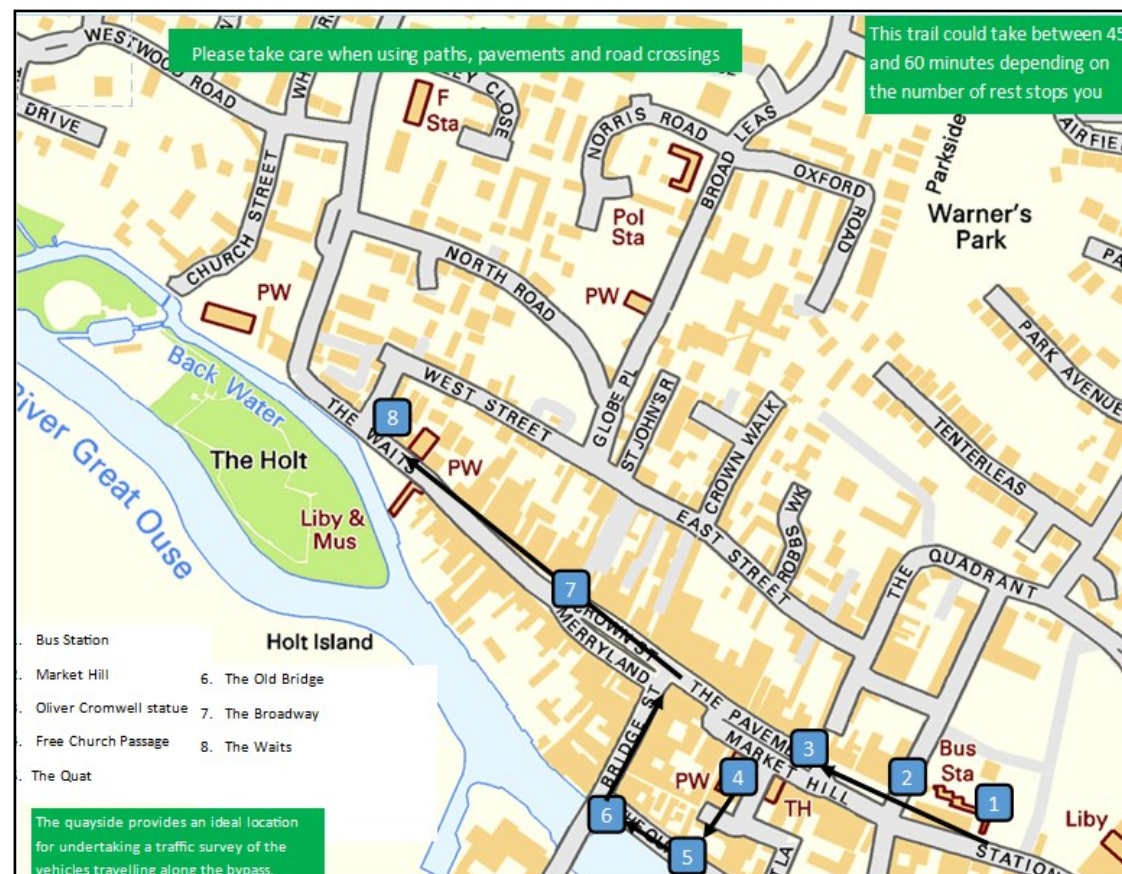 Please take care when using paths, pavements and road crossings
This trail could take between 45
and 60 minutes depending on
the number of rest stops you
WESTWOOD ROAD
DRIVE
CHURCH STREET
F
Sta
CLOSE
NORRIS ROAD
BROAD LEAS
OXFORD ROAD
Parkside
Warner's
Park
Pol
Sta
PW
NORTH ROAD
PW
GLOBE PL
ST JOHN'S R
CROWN WALK
ROBBS WK
PARK AVENUE
TENTERLEAS
THE QUADRANT
Back Water
River Great Ouse
The Holt
Liby &
Mus
THE WAITS
8
PW
WEST STREET
EAST STREET
7
CROWN ST
MERRYLAND
Holt Island
BRIDGE ST
THE PAVEME
MARKET HILL
3
2
Bus
Sta
1
PW
4
TH
6
5
STATION
Liby
. Bus Station
. Market Hill
. Oliver Cromwell statue
. Free Church Passage
. The Quat
6. The Old Bridge
7. The Broadway
8. The Waits
The quayside provides an ideal location
for undertaking a traffic survey of the
vehicles travelling along the bypass.